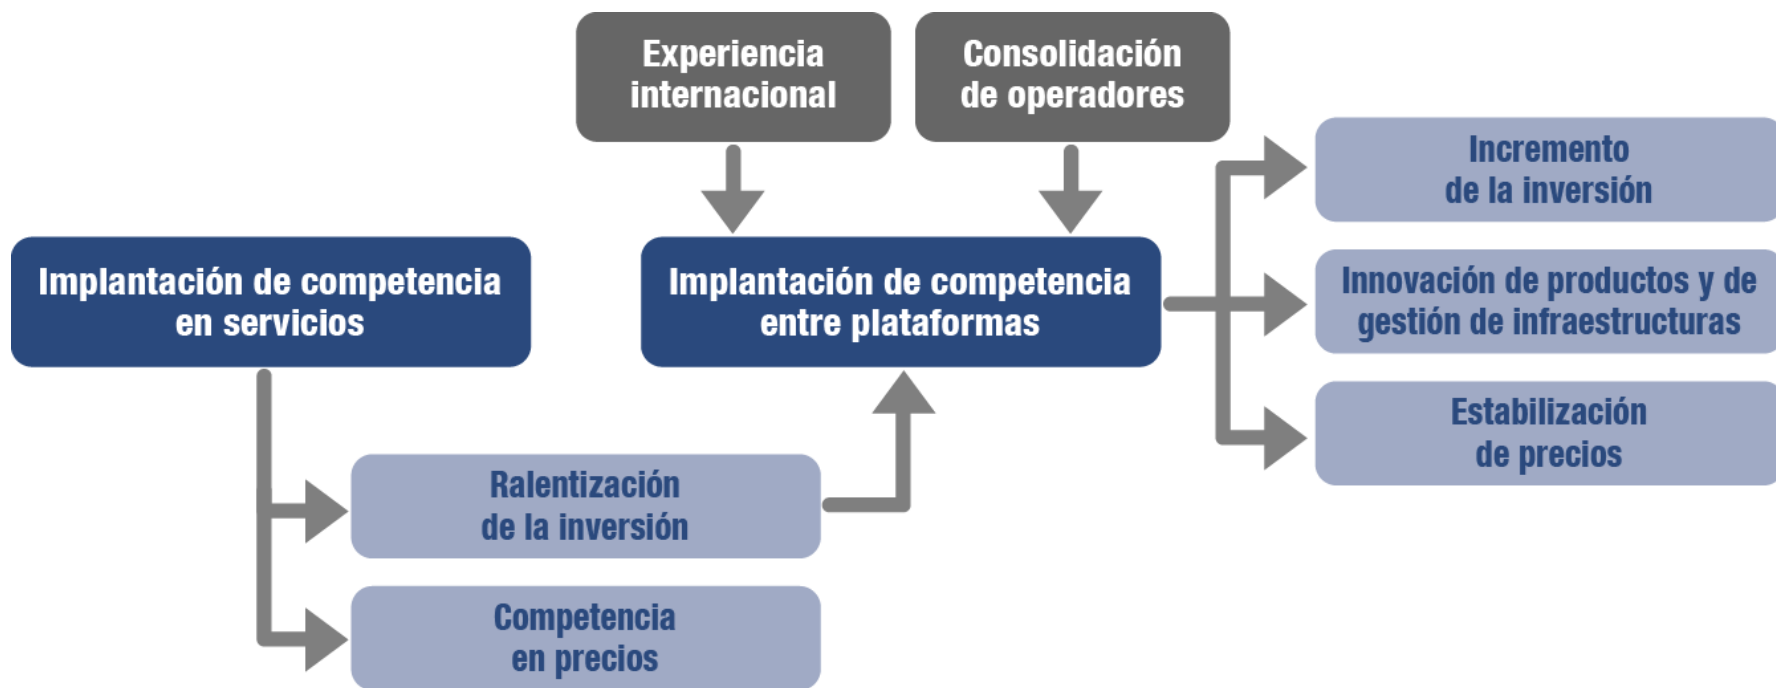 Experiencia
internacional
Consolidación
de operadores
Implantación de competencia
en servicios
Implantación de competencia
entre plataformas
Incremento
de la inversión
Innovación de productos y de
gestión de infraestructuras
Estabilización
de precios
Ralentización
de la inversión
Competencia
en precios